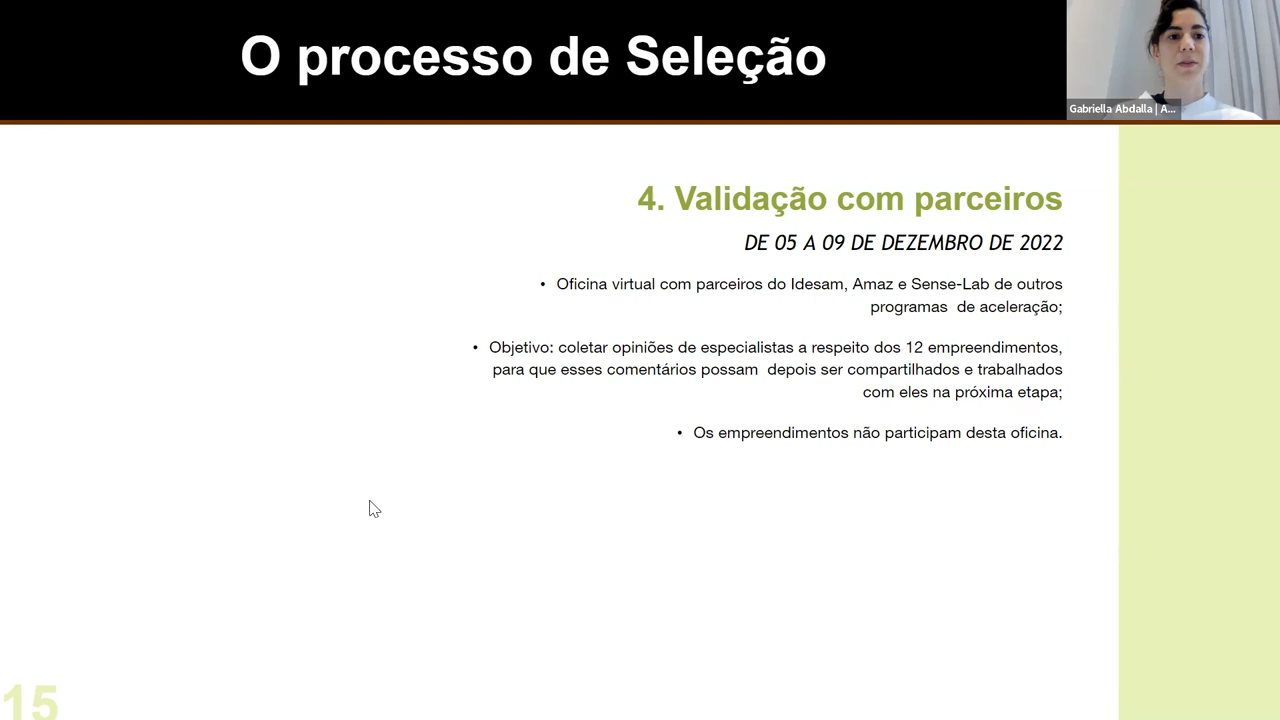 O processo de Seleção
Gabriella Abdalla | A...
4. Validação com parceiros
DE 05 A 09 DE DEZEMBRO DE 2022
• Oficina virtual com parceiros do Idesam, Amaz e Sense-Lab de outros
programas de aceleração;
• Objetivo: coletar opiniões de especialistas a respeito dos 12 empreendimentos,
para que esses comentários possam depois ser compartilhados e trabalhados
com eles na próxima etapa;
• Os empreendimentos não participam desta oficina.
15